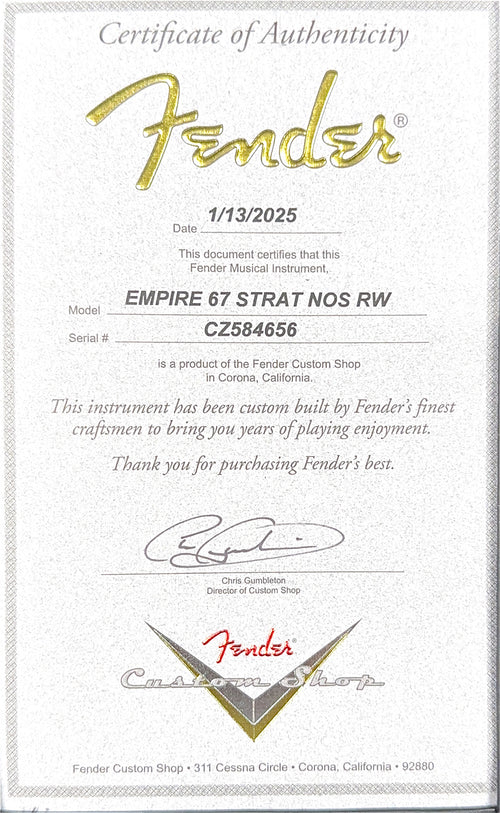 Certificate of Authenticity
Fender®
Date 1/13/2025
This document certifies that this
Fender Musical Instrument,
Model EMPIRE 67 STRAT NOS RW
Serial # CZ584656
is a product of the Fender Custom Shop
in Corona, California.
This instrument has been custom built by Fender's finest
craftsmen to bring you years of playing enjoyment.
Thank you for purchasing Fender's best.
Chris Gumbleton
Director of Custom Shop
Fender®
Custom Shop
Fender Custom Shop • 311 Cessna Circle • Corona, California • 92880